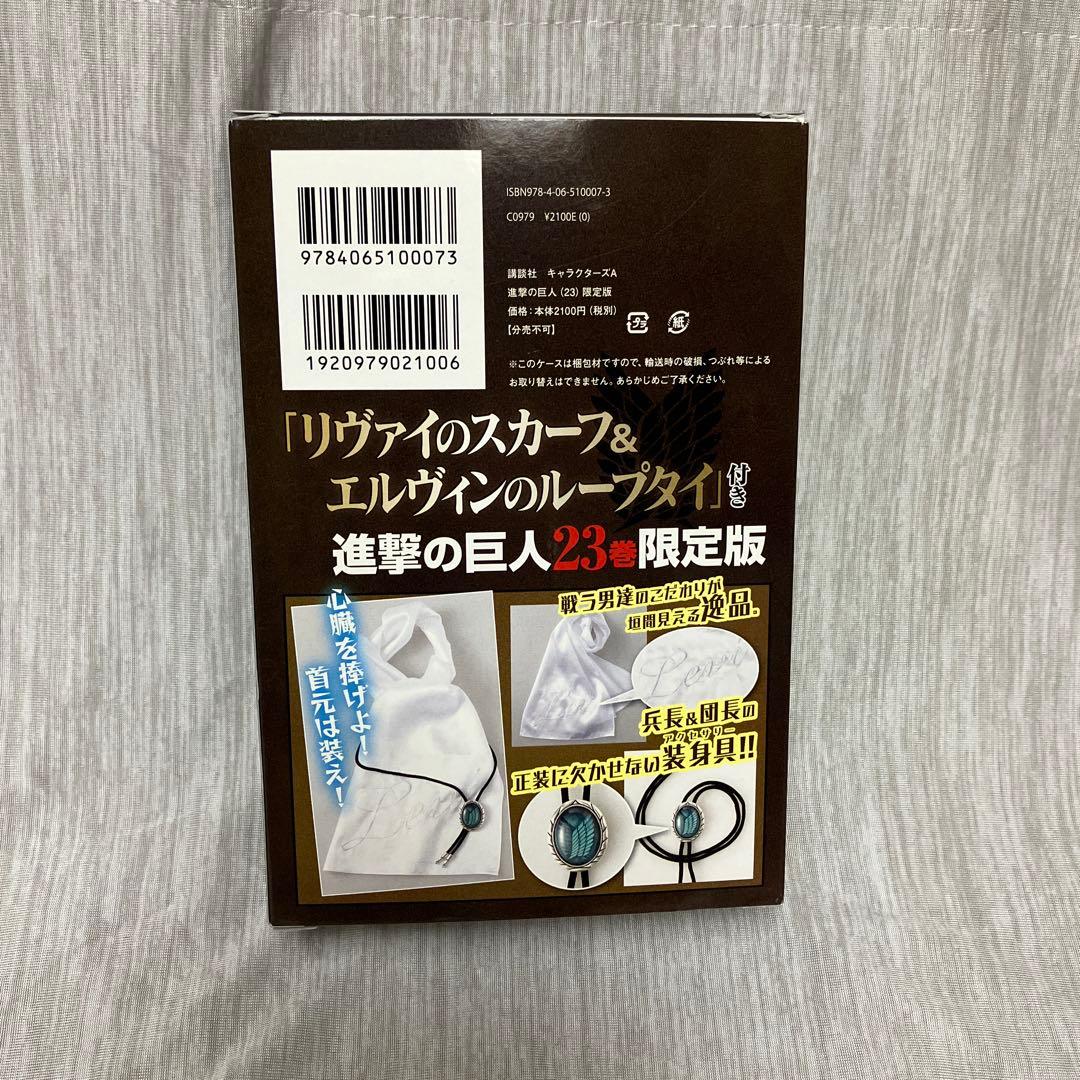 9784065100073
1920979021006
ISBN978-4-06-510007-3
C0979 ¥2100E (0)
講談社 キャラクターズA
進撃の巨人 (23) 限定版
価格：本体2100円 (税別)
【分売不可】
プラ
紙
※このケースは梱包材ですので、輸送時の破損、つぶれ等による
お取り替えはできません。あらかじめご了承ください。
「リヴァイのスカーフ&
エルヴィンのループタイ」付き
進撃の巨人23巻限定版
心臓を捧げよ！
首元は装え！
戦う男達のこだわりが
垣間見える逸品。
兵長&団長の
正装に欠かせない装身具!!
アクセサリー